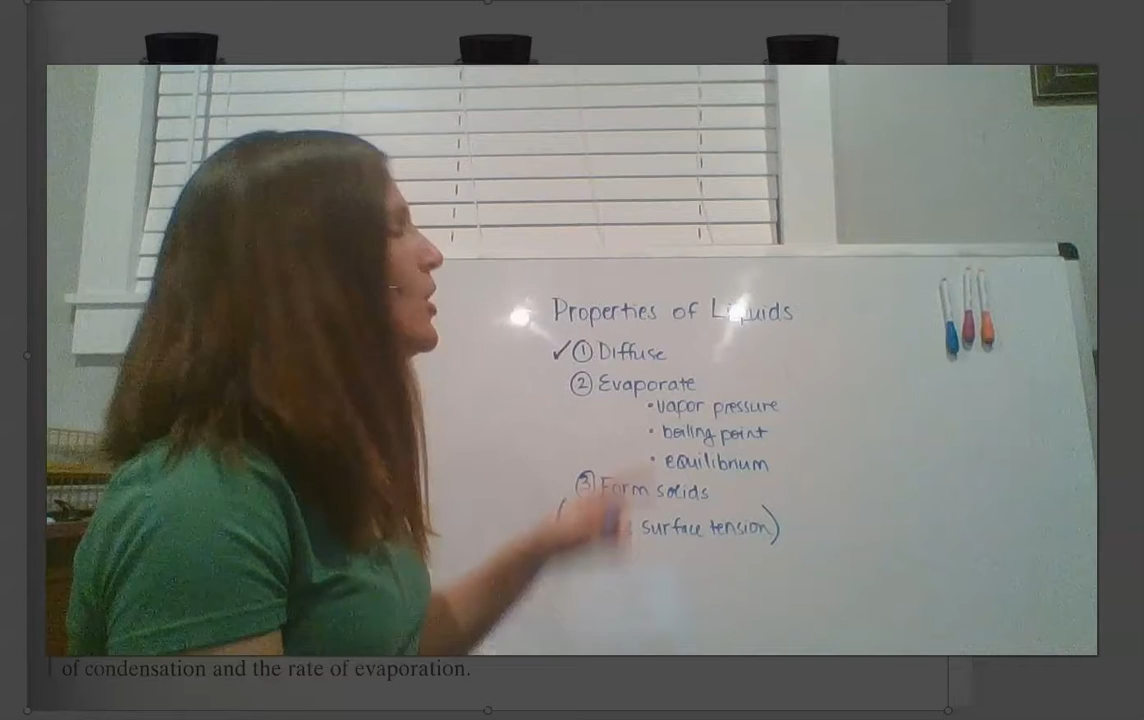 Properties of Liquids
✓① Diffuse
② Evaporate
• vapor pressure
• boiling point
• equilibrium
③ Form solids
( surface tension)
of condensation and the rate of evaporation.